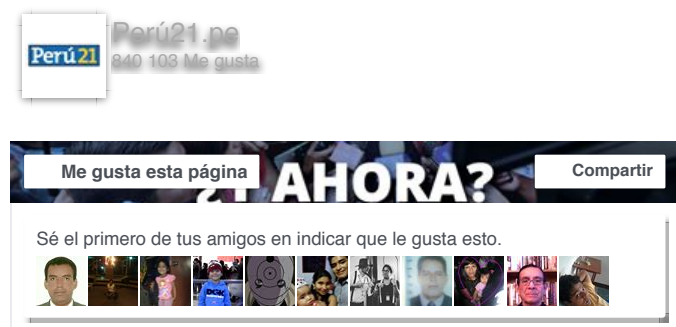 Perú21
Perú21.pe
840 103 Me gusta
¿Y AHORA?
Me gusta esta página
Compartir
Sé el primero de tus amigos en indicar que le gusta esto.
DGK